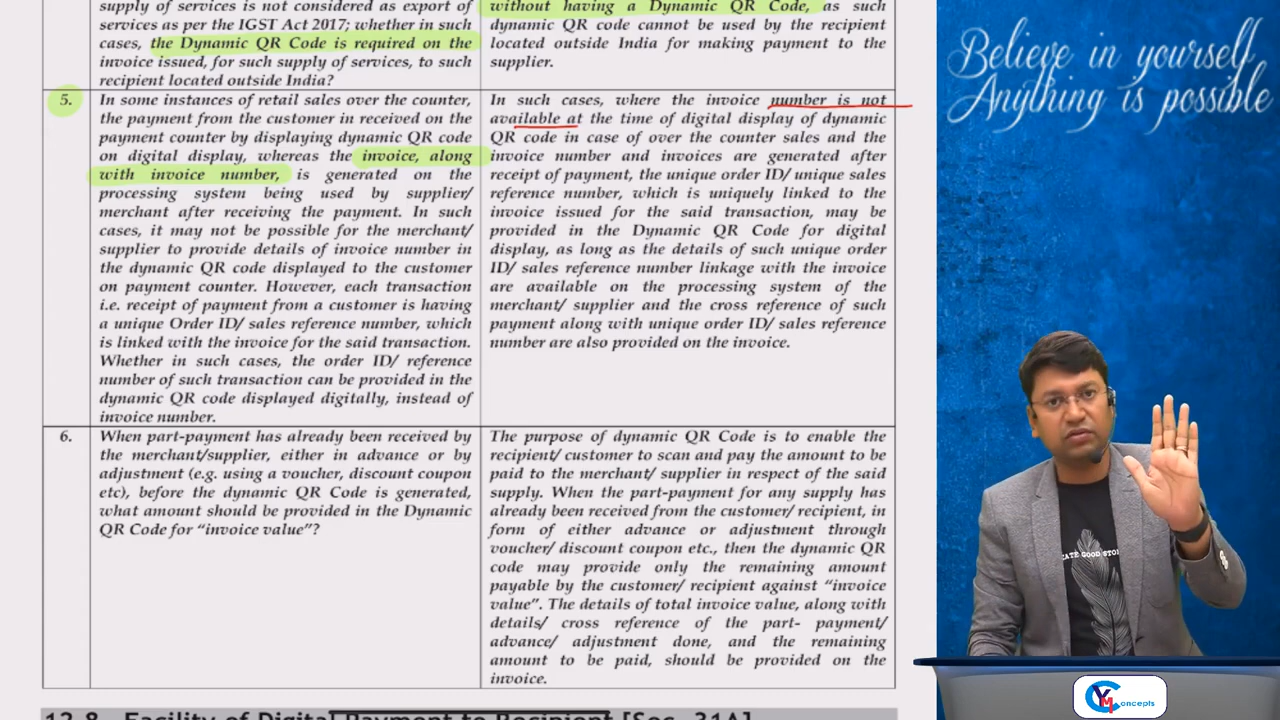 supply of services is not considered as export of
services as per the IGST Act 2017; whether in such
cases, the Dynamic QR Code is required on the
invoice issued, for such supply of services, to such
recipient located outside India?
without having a Dynamic QR Code, as such
dynamic QR code cannot be used by the recipient
located outside India for making payment to the
supplier.
5.
In some instances of retail sales over the counter,
the payment from the customer in received on the
payment counter by displaying dynamic QR code
on digital display, whereas the invoice, along
with invoice number, is generated on the
processing system being used by supplier/
merchant after receiving the payment. In such
cases, it may not be possible for the merchant/
supplier to provide details of invoice number in
the dynamic QR code displayed to the customer
on payment counter. However, each transaction
i.e. receipt of payment from a customer is having
a unique Order ID/ sales reference number, which
is linked with the invoice for the said transaction.
Whether in such cases, the order ID/ reference
number of such transaction can be provided in the
dynamic QR code displayed digitally, instead of
invoice number.
In such cases, where the invoice number is not
available at the time of digital display of dynamic
QR code in case of over the counter sales and the
invoice number and invoices are generated after
receipt of payment, the unique order ID/ unique sales
reference number, which is uniquely linked to the
invoice issued for the said transaction, may be
provided in the Dynamic QR Code for digital
display, as long as the details of such unique order
ID/ sales reference number linkage with the invoice
are available on the processing system of the
merchant/ supplier and the cross reference of such
payment along with unique order ID/ sales reference
number are also provided on the invoice.
6.
When part-payment has already been received by
the merchant/supplier, either in advance or by
adjustment (e.g. using a voucher, discount coupon
etc), before the dynamic QR Code is generated,
what amount should be provided in the Dynamic
QR Code for “invoice value”?
The purpose of dynamic QR Code is to enable the
recipient/ customer to scan and pay the amount to be
paid to the merchant/ supplier in respect of the said
supply. When the part-payment for any supply has
already been received from the customer/ recipient, in
form of either advance or adjustment through
voucher/ discount coupon etc., then the dynamic QR
code may provide only the remaining amount
payable by the customer/ recipient against “invoice
value”. The details of total invoice value, along with
details/ cross reference of the part- payment/
advance/ adjustment done, and the remaining
amount to be paid, should be provided on the
invoice.
12.8 Facility of Digital Payment to Recipient [Sec. 31A]
Believe in yourself
Anything is possible
GOOD
YM Concepts